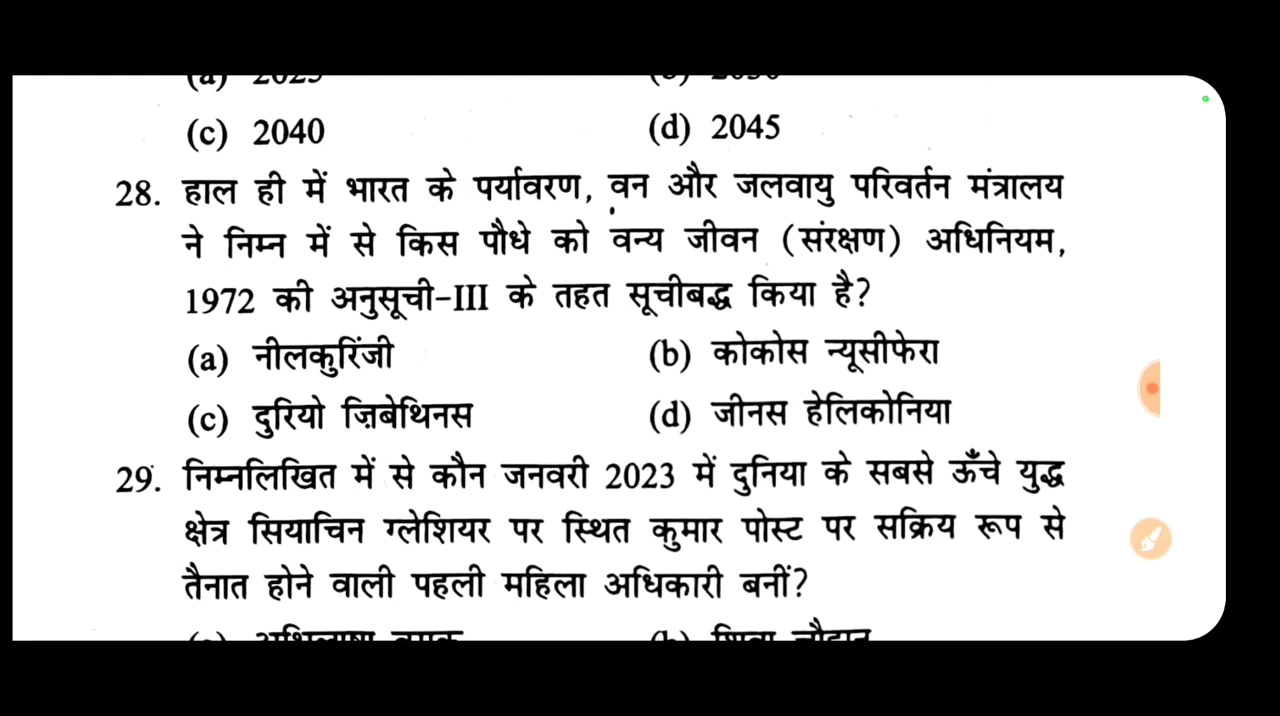 (c) 2040 (d) 2045
28. हाल ही में भारत के पर्यावरण, वन और जलवायु परिवर्तन मंत्रालय
ने निम्न में से किस पौधे को वन्य जीवन (संरक्षण) अधिनियम,
1972 की अनुसूची-III के तहत सूचीबद्ध किया है?
(a) नीलकुरिंजी (b) कोकोस न्यूसीफेरा
(c) दुरियो ज़िबेथिनस (d) जीनस हेलिकोनिया
29. निम्नलिखित में से कौन जनवरी 2023 में दुनिया के सबसे ऊँचे युद्ध
क्षेत्र सियाचिन ग्लेशियर पर स्थित कुमार पोस्ट पर सक्रिय रूप से
तैनात होने वाली पहली महिला अधिकारी बनीं?